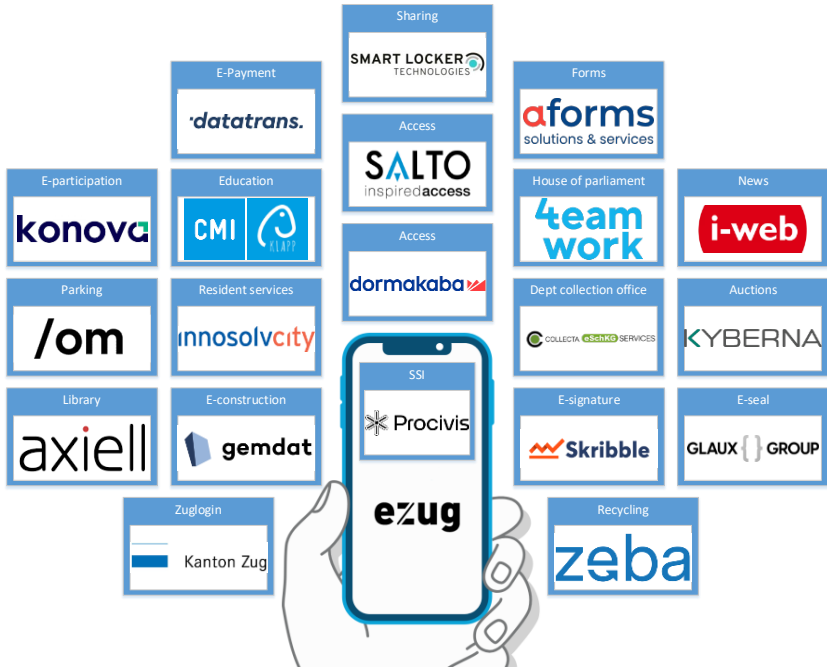 Sharing
SMART LOCKER
TECHNOLOGIES
E-Payment
datatrans.
Forms
aforms
solutions & services
Access
SALTO
inspiredaccess
E-participation
konova
Education
CMI
KLAPP
House of parliament
4eam
work
News
i-web
Access
dormakaba
Parking
/om
Resident services
innosolvcity
Dept collection office
COLLECTA eSchKG SERVICES
Auctions
KYBERNA
SSI
Procivis
Library
axiell
E-construction
gemdat
E-signature
Skribble
E-seal
GLAUX { } GROUP
ezug
Zuglogin
Kanton Zug
Recycling
zeba